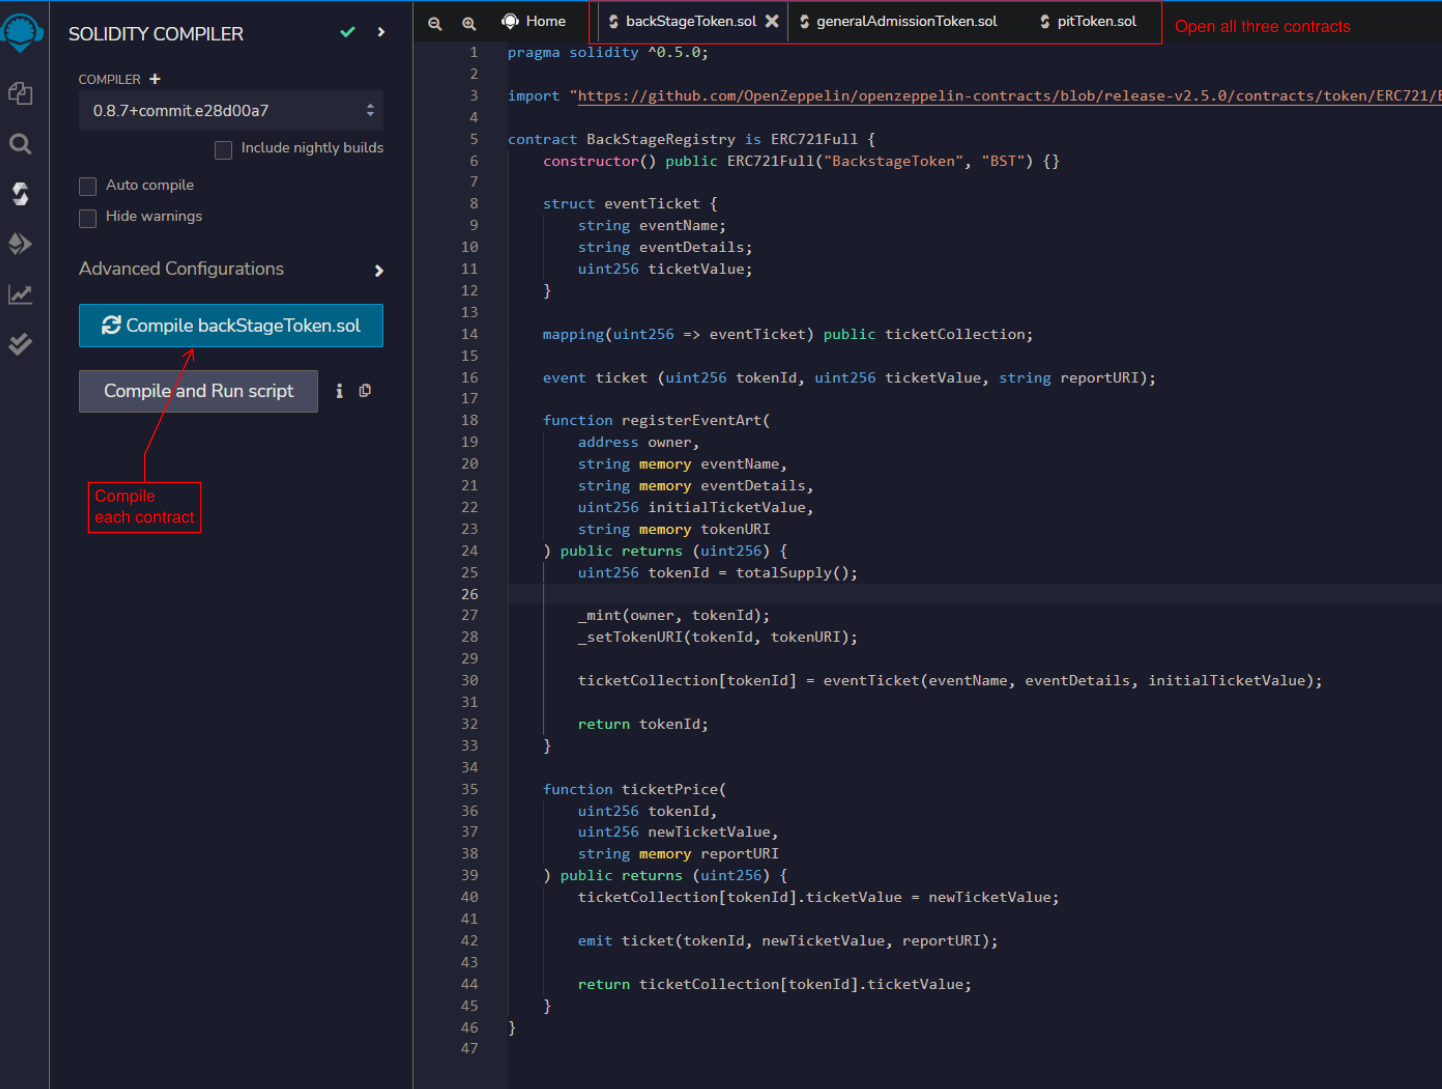 SOLIDITY COMPILER
COMPILER
0.8.7+commit.e28d00a7
Include nightly builds
Auto compile
Hide warnings
Advanced Configurations
Compile backStageToken.sol
Compile and Run script
Compile
each contract
Home
backStageToken.sol
generalAdmissionToken.sol
pitToken.sol
Open all three contracts
1 pragma solidity ^0.5.0;
2
3 import "https://github.com/OpenZeppelin/openzeppelin-contracts/blob/release-v2.5.0/contracts/token/ERC721/
4
5 contract BackStageRegistry is ERC721Full {
6 constructor() public ERC721Full("BackstageToken", "BST") {}
7
8 struct eventTicket {
9 string eventName;
10 string eventDetails;
11 uint256 ticketValue;
12 }
13
14 mapping(uint256 => eventTicket) public ticketCollection;
15
16 event ticket (uint256 tokenId, uint256 ticketValue, string reportURI);
17
18 function registerEventArt(
19 address owner,
20 string memory eventName,
21 string memory eventDetails,
22 uint256 initialTicketValue,
23 string memory tokenURI
24 ) public returns (uint256) {
25 uint256 tokenId = totalSupply();
26
27 _mint(owner, tokenId);
28 _setTokenURI(tokenId, tokenURI);
29
30 ticketCollection[tokenId] = eventTicket(eventName, eventDetails, initialTicketValue);
31
32 return tokenId;
33 }
34
35 function ticketPrice(
36 uint256 tokenId,
37 uint256 newTicketValue,
38 string memory reportURI
39 ) public returns (uint256) {
40 ticketCollection[tokenId].ticketValue = newTicketValue;
41
42 emit ticket(tokenId, newTicketValue, reportURI);
43
44 return ticketCollection[tokenId].ticketValue;
45 }
46 }
47